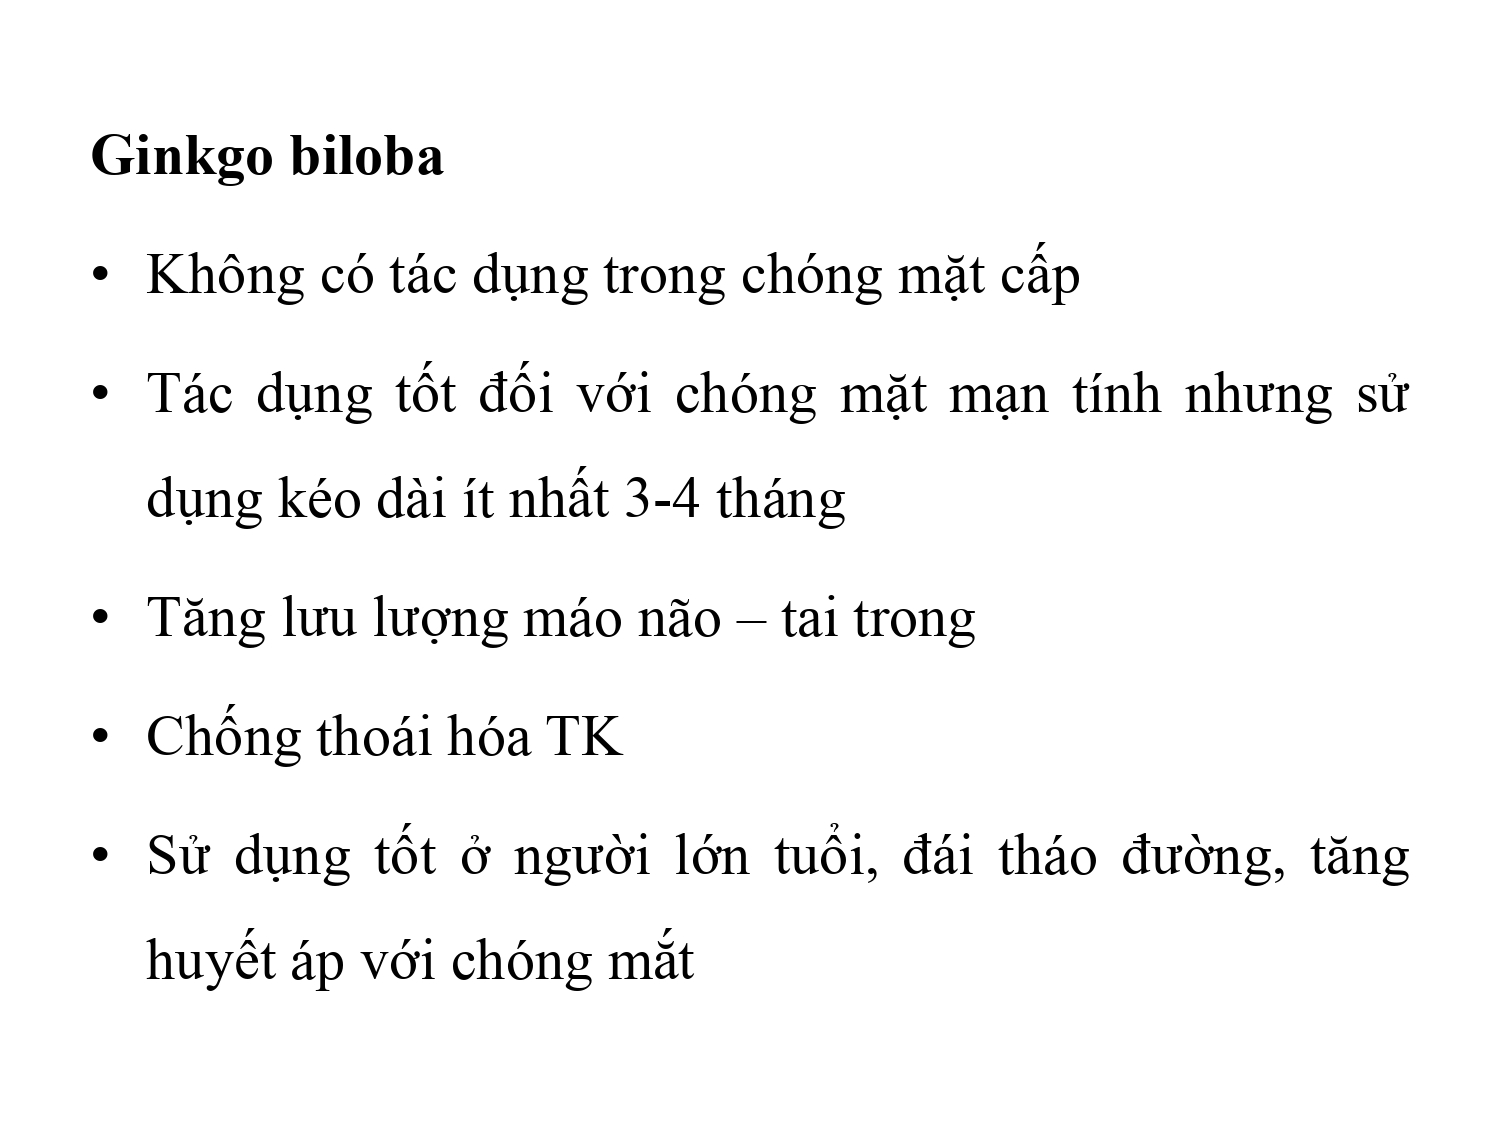 Ginkgo biloba
• Không có tác dụng trong chóng mặt cấp
• Tác dụng tốt đối với chóng mặt mạn tính nhưng sử
dụng kéo dài ít nhất 3-4 tháng
• Tăng lưu lượng máo não – tai trong
• Chống thoái hóa TK
• Sử dụng tốt ở người lớn tuổi, đái tháo đường, tăng
huyết áp với chóng mắt